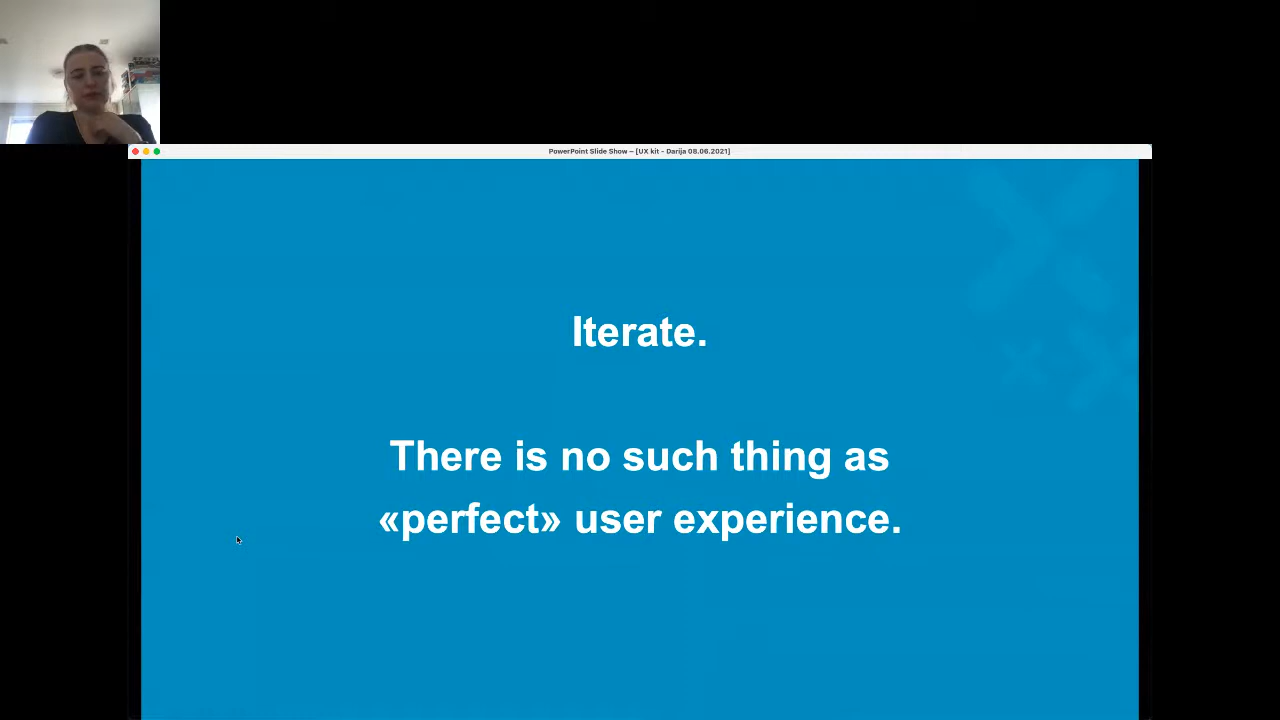 PowerPoint Slide Show – [UX kit - Darija 08.06.2021]
Iterate.
There is no such thing as
«perfect» user experience.